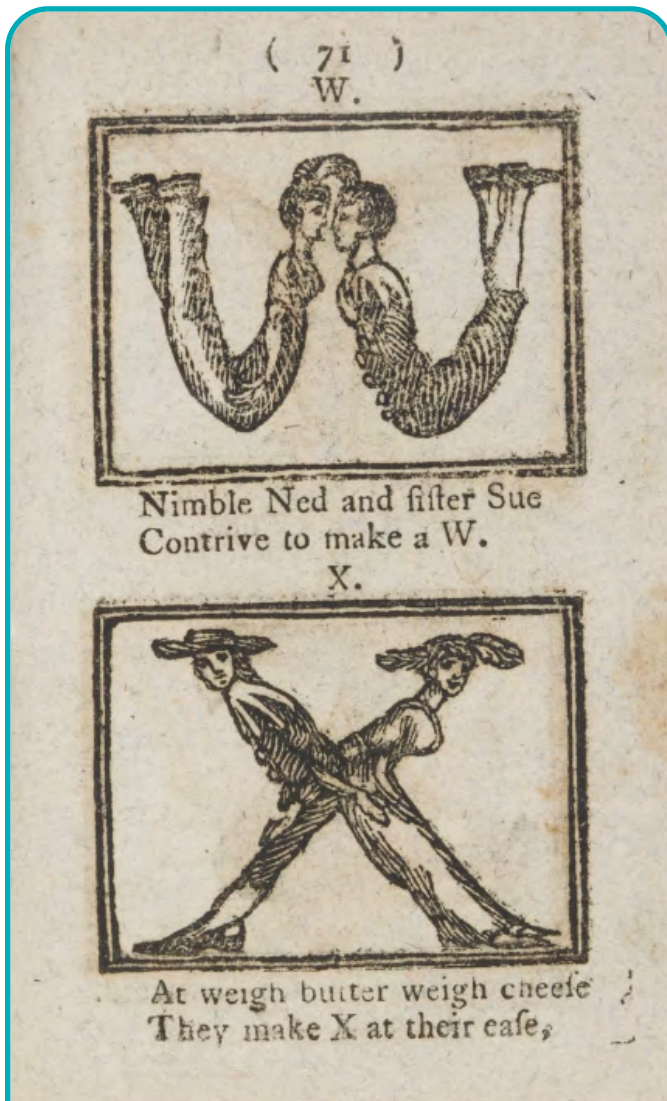 ( 71 )
W.
Nimble Ned and ſiſter Sue
Contrive to make a W.
X.
At weigh butter weigh cheeſe
They make X at their eaſe,